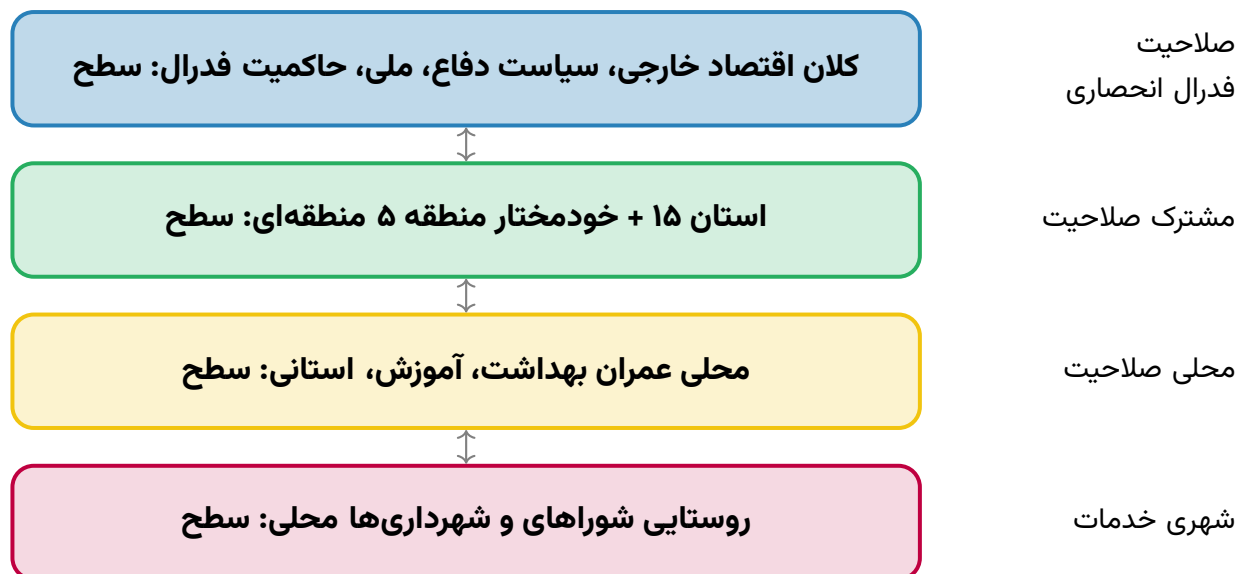 صلاحیت
فدرال انحصاری
کلان اقتصاد خارجی، سیاست دفاع، ملی، حاکمیت فدرال: سطح
مشترک صلاحیت
استان ۱۵ + خودمختار منطقه ۵ منطقه‌ای: سطح
محلی صلاحیت
محلی عمران بهداشت، آموزش، استانی: سطح
شهری خدمات
روستایی شوراهای و شهرداری‌ها محلی: سطح